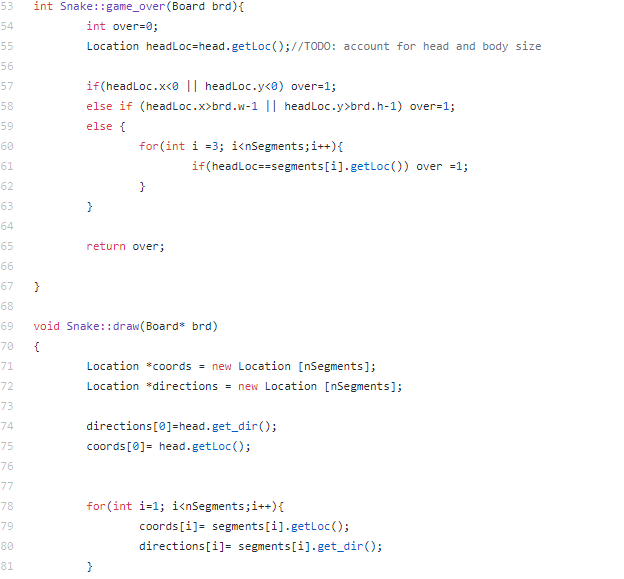 53 int Snake::game_over(Board brd){
54 int over=0;
55 Location headLoc=head.getLoc();//TODO: account for head and body size
56
57 if(headLoc.x<0 || headLoc.y<0) over=1;
58 else if (headLoc.x>brd.w-1 || headLoc.y>brd.h-1) over=1;
59 else {
60 for(int i =3; i<nSegments;i++){
61 if(headLoc==segments[i].getLoc()) over =1;
62 }
63 }
64
65 return over;
66
67 }
68
69 void Snake::draw(Board* brd)
70 {
71 Location *coords = new Location [nSegments];
72 Location *directions = new Location [nSegments];
73
74 directions[0]=head.get_dir();
75 coords[0]= head.getLoc();
76
77
78 for(int i=1; i<nSegments;i++){
79 coords[i]= segments[i].getLoc();
80 directions[i]= segments[i].get_dir();
81 }